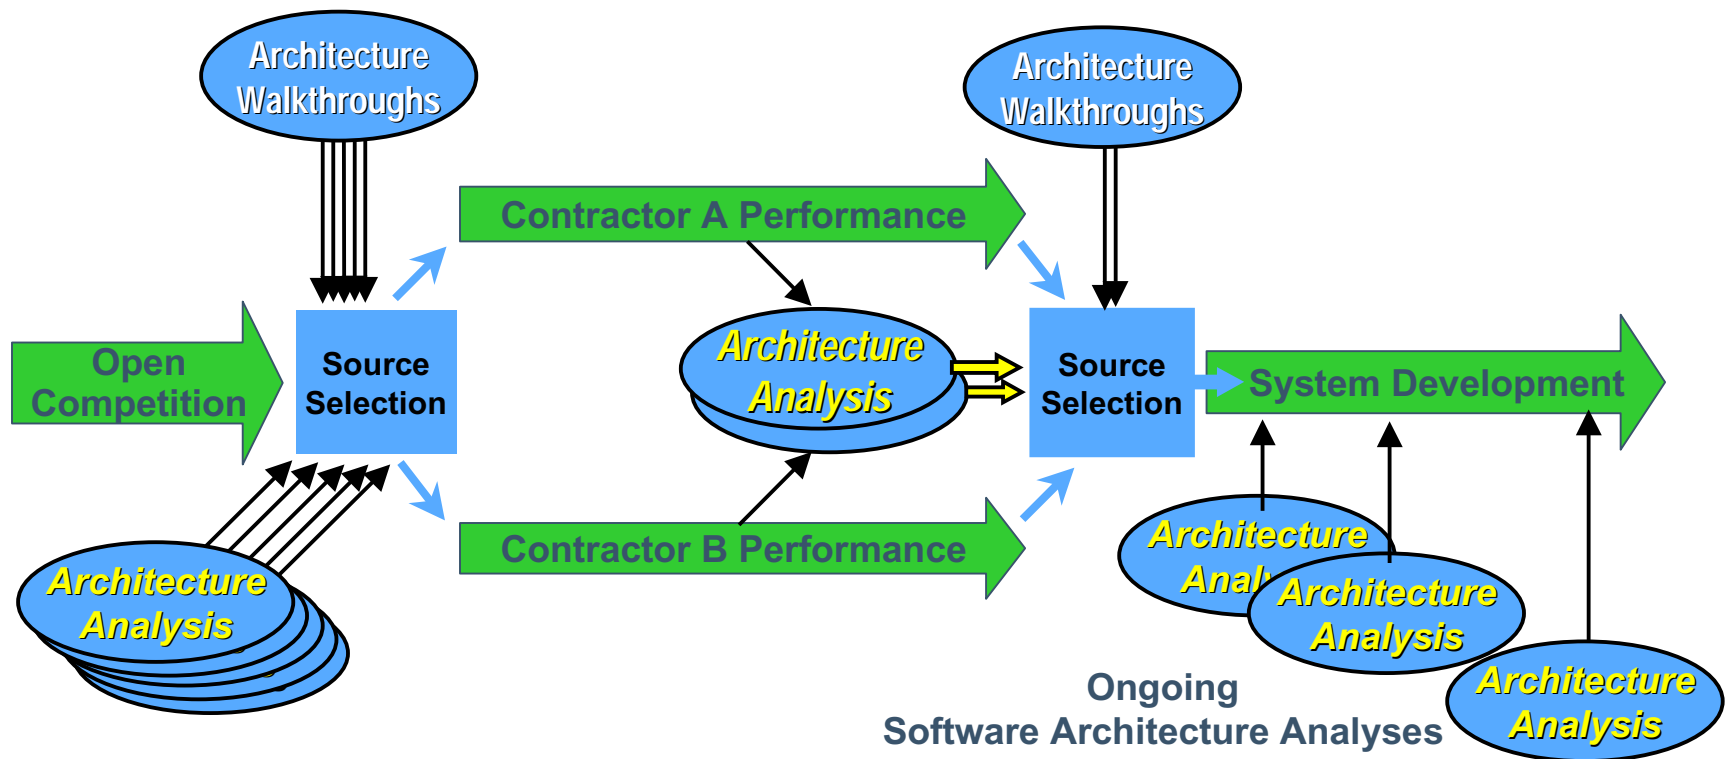 Architecture
Walkthroughs
Architecture
Walkthroughs
Contractor A Performance
Open
Competition
Source
Selection
Architecture
Analysis
Source
Selection
System Development
Contractor B Performance
Architecture
Analysis
Architecture
Analy
Architecture
Analysis
Architecture
Analysis
Ongoing
Software Architecture Analyses